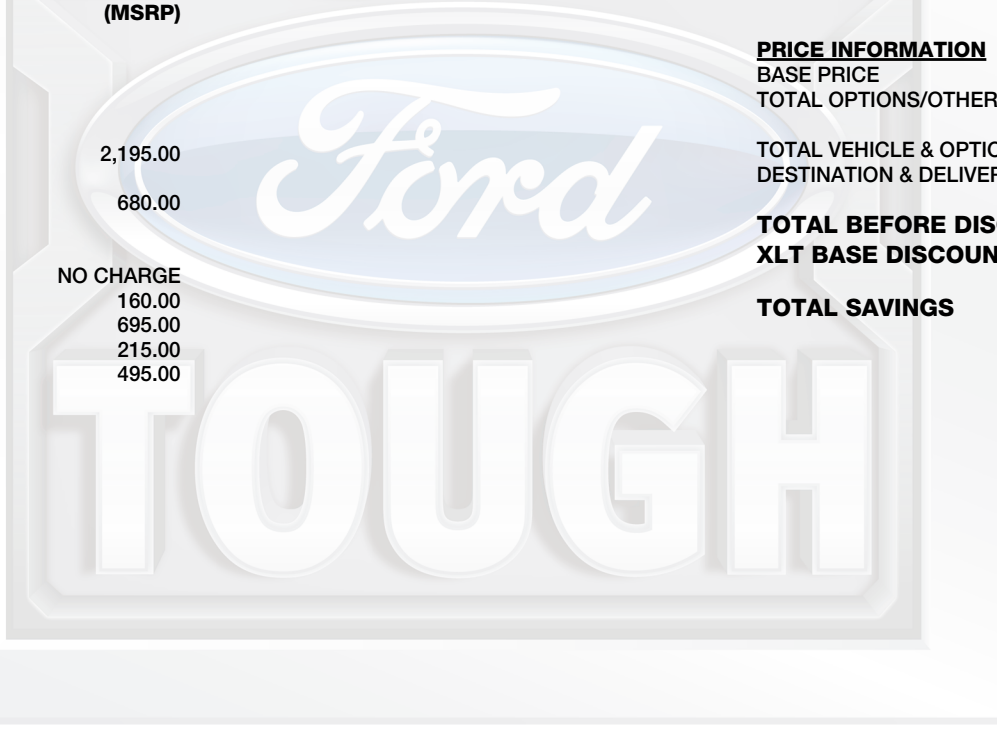 (MSRP)
2,195.00
680.00
NO CHARGE
160.00
695.00
215.00
495.00
PRICE INFORMATION
BASE PRICE
TOTAL OPTIONS/OTHER
TOTAL VEHICLE & OPTIO
DESTINATION & DELIVER
TOTAL BEFORE DISC
XLT BASE DISCOUN
TOTAL SAVINGS
Ford
TOUGH